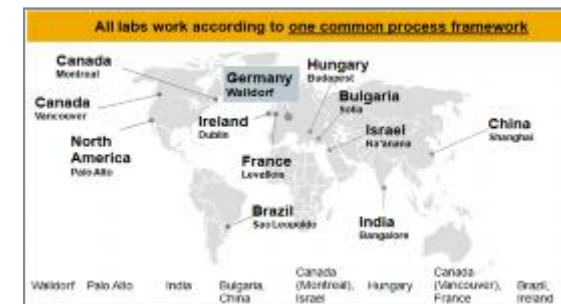 All labs work according to one common process framework
Canada
Montreal
Germany
Walldorf
Hungary
Budapest
Canada
Vancouver
Bulgaria
Sofia
Ireland
Dublin
Israel
Ra'anana
China
Shanghai
North
America
Palo Alto
France
Levallois
Brazil
Sao Leopoldo
India
Bangalore
Walldorf Palo Alto India Bulgaria, China Canada (Montreal), Israel Hungary Canada (Vancouver), France Brazil, Ireland